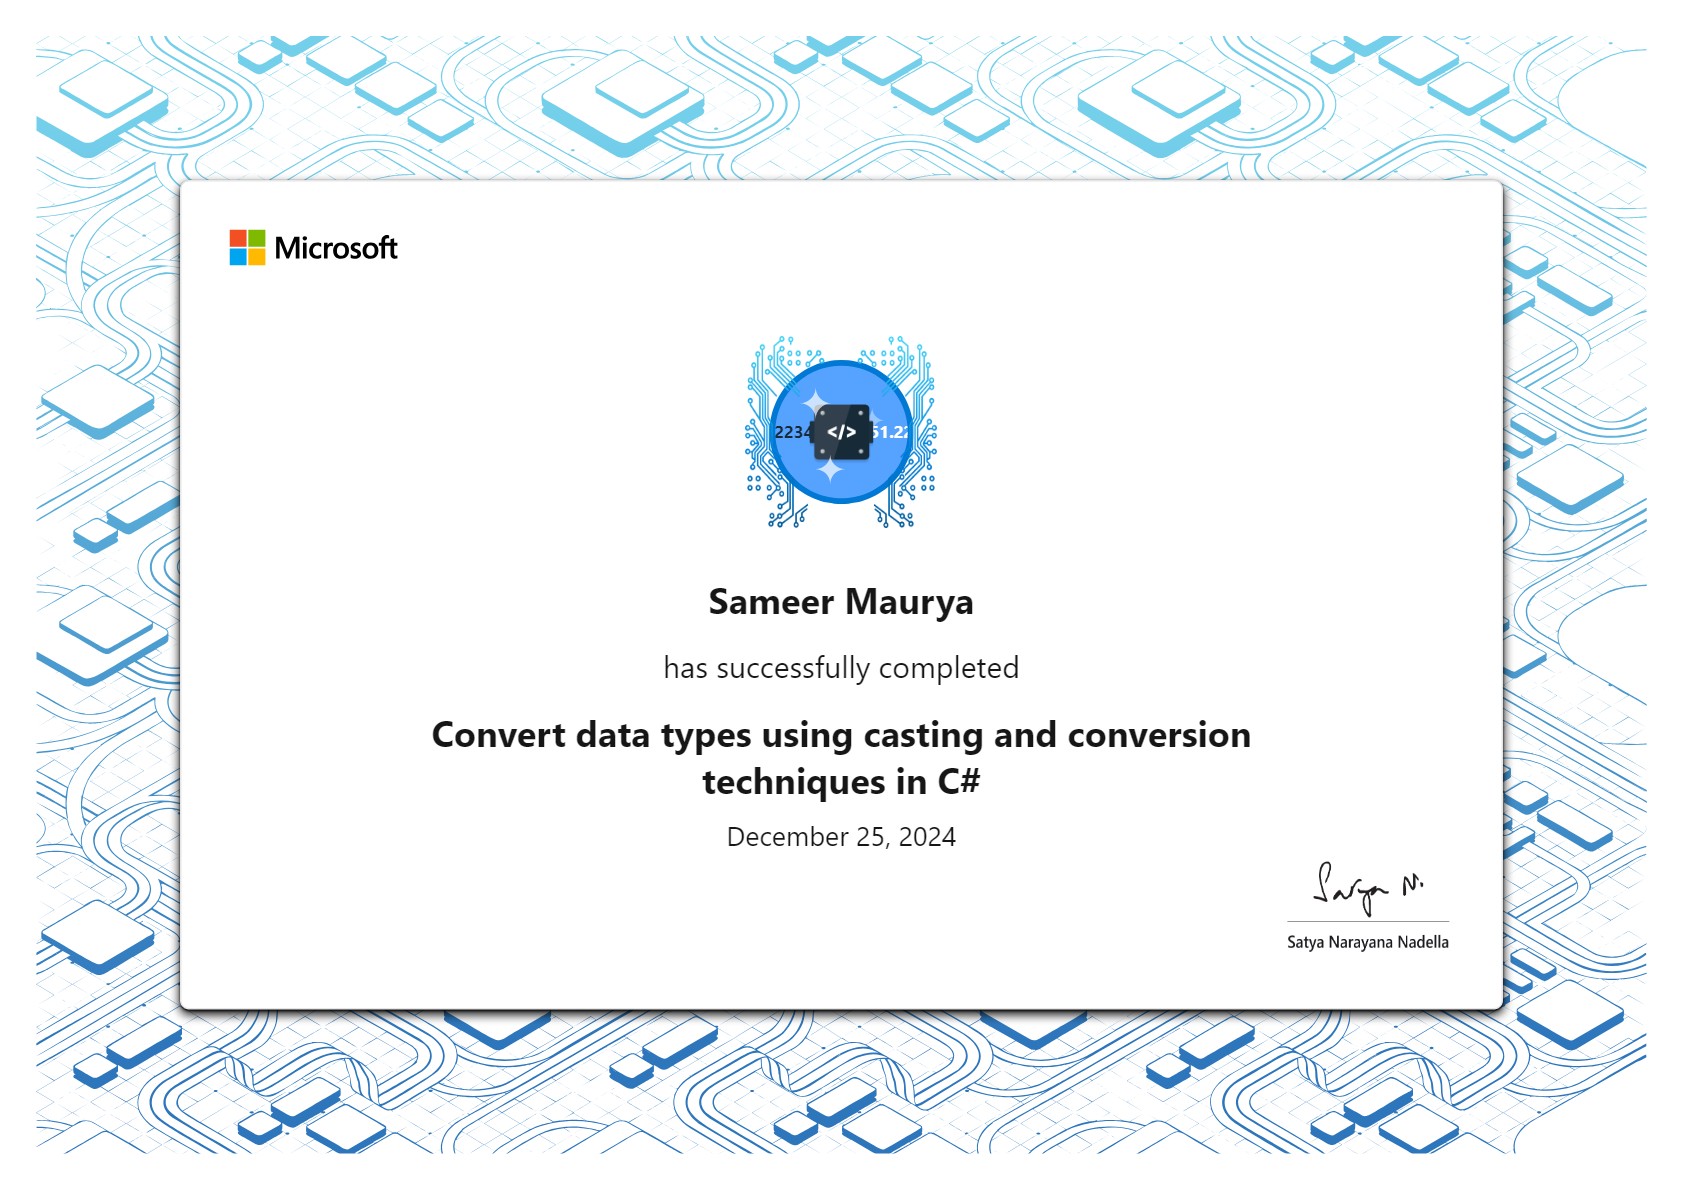 Microsoft
2234 </> 51.22
Sameer Maurya
has successfully completed
Convert data types using casting and conversion
techniques in C#
December 25, 2024
Satya N.
Satya Narayana Nadella